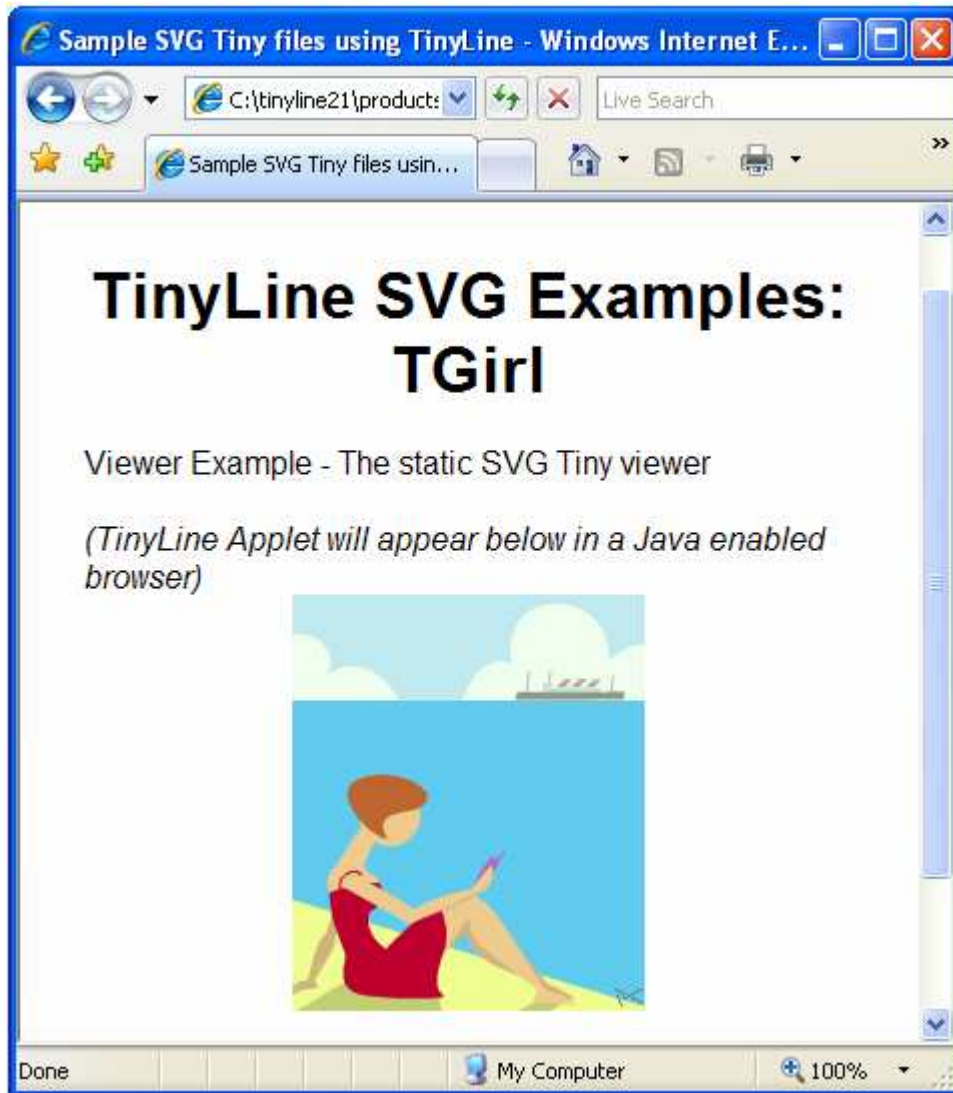 Sample SVG Tiny files using TinyLine - Windows Internet E...
C:\tinyline21\product
Live Search
Sample SVG Tiny files usin...
TinyLine SVG Examples:
TGirl
Viewer Example - The static SVG Tiny viewer
(TinyLine Applet will appear below in a Java enabled
browser)
Done
My Computer
100%